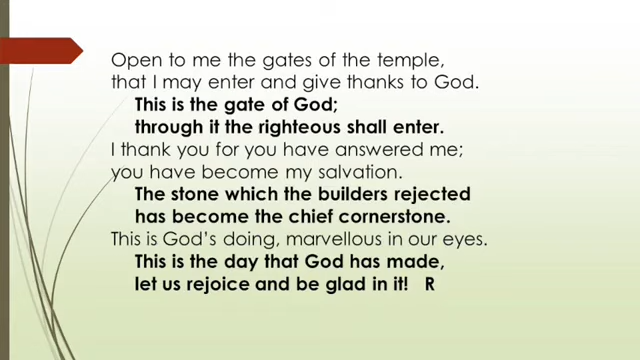 Open to me the gates of the temple,
that I may enter and give thanks to God.
This is the gate of God;
through it the righteous shall enter.
I thank you for you have answered me;
you have become my salvation.
The stone which the builders rejected
has become the chief cornerstone.
This is God's doing, marvellous in our eyes.
This is the day that God has made,
let us rejoice and be glad in it! R